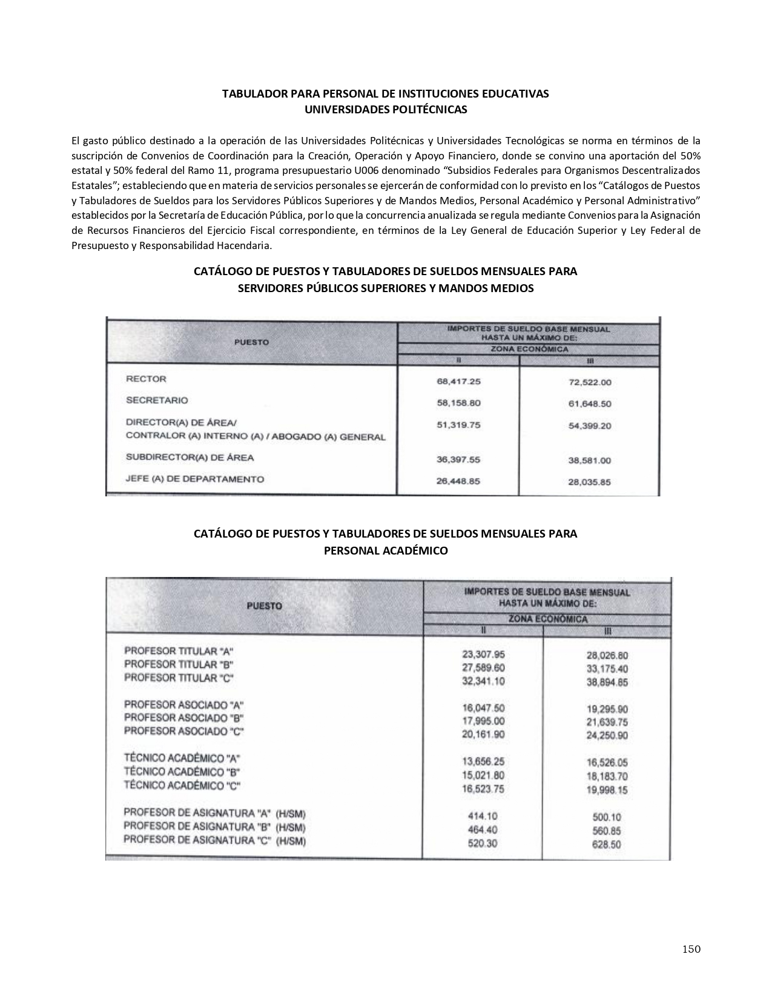 TABULADOR PARA PERSONAL DE INSTITUCIONES EDUCATIVAS
UNIVERSIDADES POLITÉCNICAS
El gasto público destinado a la operación de las Universidades Politécnicas y Universidades Tecnológicas se norma en términos de la
suscripción de Convenios de Coordinación para la Creación, Operación y Apoyo Financiero, donde se convino una aportación del 50%
estatal y 50% federal del Ramo 11, programa presupuestario U006 denominado “Subsidios Federales para Organismos Descentralizados
Estatales”; estableciendo que en materia de servicios personales se ejercerán de conformidad con lo previsto en los “Catálogos de Puestos
y Tabuladores de Sueldos para los Servidores Públicos Superiores y de Mandos Medios, Personal Académico y Personal Administrativo”
establecidos por la Secretaría de Educación Pública, por lo que la concurrencia anualizada se regula mediante Convenios para la Asignación
de Recursos Financieros del Ejercicio Fiscal correspondiente, en términos de la Ley General de Educación Superior y Ley Federal de
Presupuesto y Responsabilidad Hacendaria.
CATÁLOGO DE PUESTOS Y TABULADORES DE SUELDOS MENSUALES PARA
SERVIDORES PÚBLICOS SUPERIORES Y MANDOS MEDIOS
PUESTO
IMPORTES DE SUELDO BASE MENSUAL
HASTA UN MÁXIMO DE:
ZONA ECONÓMICA
II III
RECTOR 68,417.25 72,522.00
SECRETARIO 58,158.80 61,648.50
DIRECTOR(A) DE ÁREA/ 51,319.75 54,399.20
CONTRALOR (A) INTERNO (A) / ABOGADO (A) GENERAL
SUBDIRECTOR(A) DE ÁREA 36,397.55 38,581.00
JEFE (A) DE DEPARTAMENTO 26,448.85 28,035.85
CATÁLOGO DE PUESTOS Y TABULADORES DE SUELDOS MENSUALES PARA
PERSONAL ACADÉMICO
PUESTO
IMPORTES DE SUELDO BASE MENSUAL
HASTA UN MÁXIMO DE:
ZONA ECONÓMICA
II III
PROFESOR TITULAR "A" 23,307.95 28,026.80
PROFESOR TITULAR "B" 27,589.60 33,175.40
PROFESOR TITULAR "C" 32,341.10 38,894.85
PROFESOR ASOCIADO "A" 16,047.50 19,295.90
PROFESOR ASOCIADO "B" 17,995.00 21,639.75
PROFESOR ASOCIADO "C" 20,161.90 24,250.90
TÉCNICO ACADÉMICO "A" 13,656.25 16,526.05
TÉCNICO ACADÉMICO "B" 15,021.80 18,183.70
TÉCNICO ACADÉMICO "C" 16,523.75 19,998.15
PROFESOR DE ASIGNATURA "A" (H/SM) 414.10 500.10
PROFESOR DE ASIGNATURA "B" (H/SM) 464.40 560.85
PROFESOR DE ASIGNATURA "C" (H/SM) 520.30 628.50
150